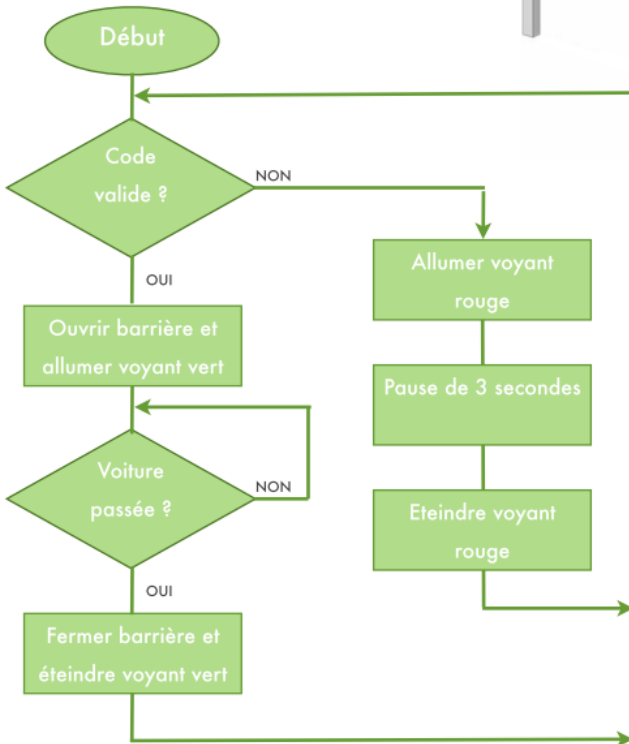 Début
Code
valide ?
NON
OUI
Ouvrir barrière et
allumer voyant vert
Voiture
passée ?
NON
OUI
Fermer barrière et
éteindre voyant vert
Allumer voyant
rouge
Pause de 3 secondes
Eteindre voyant
rouge